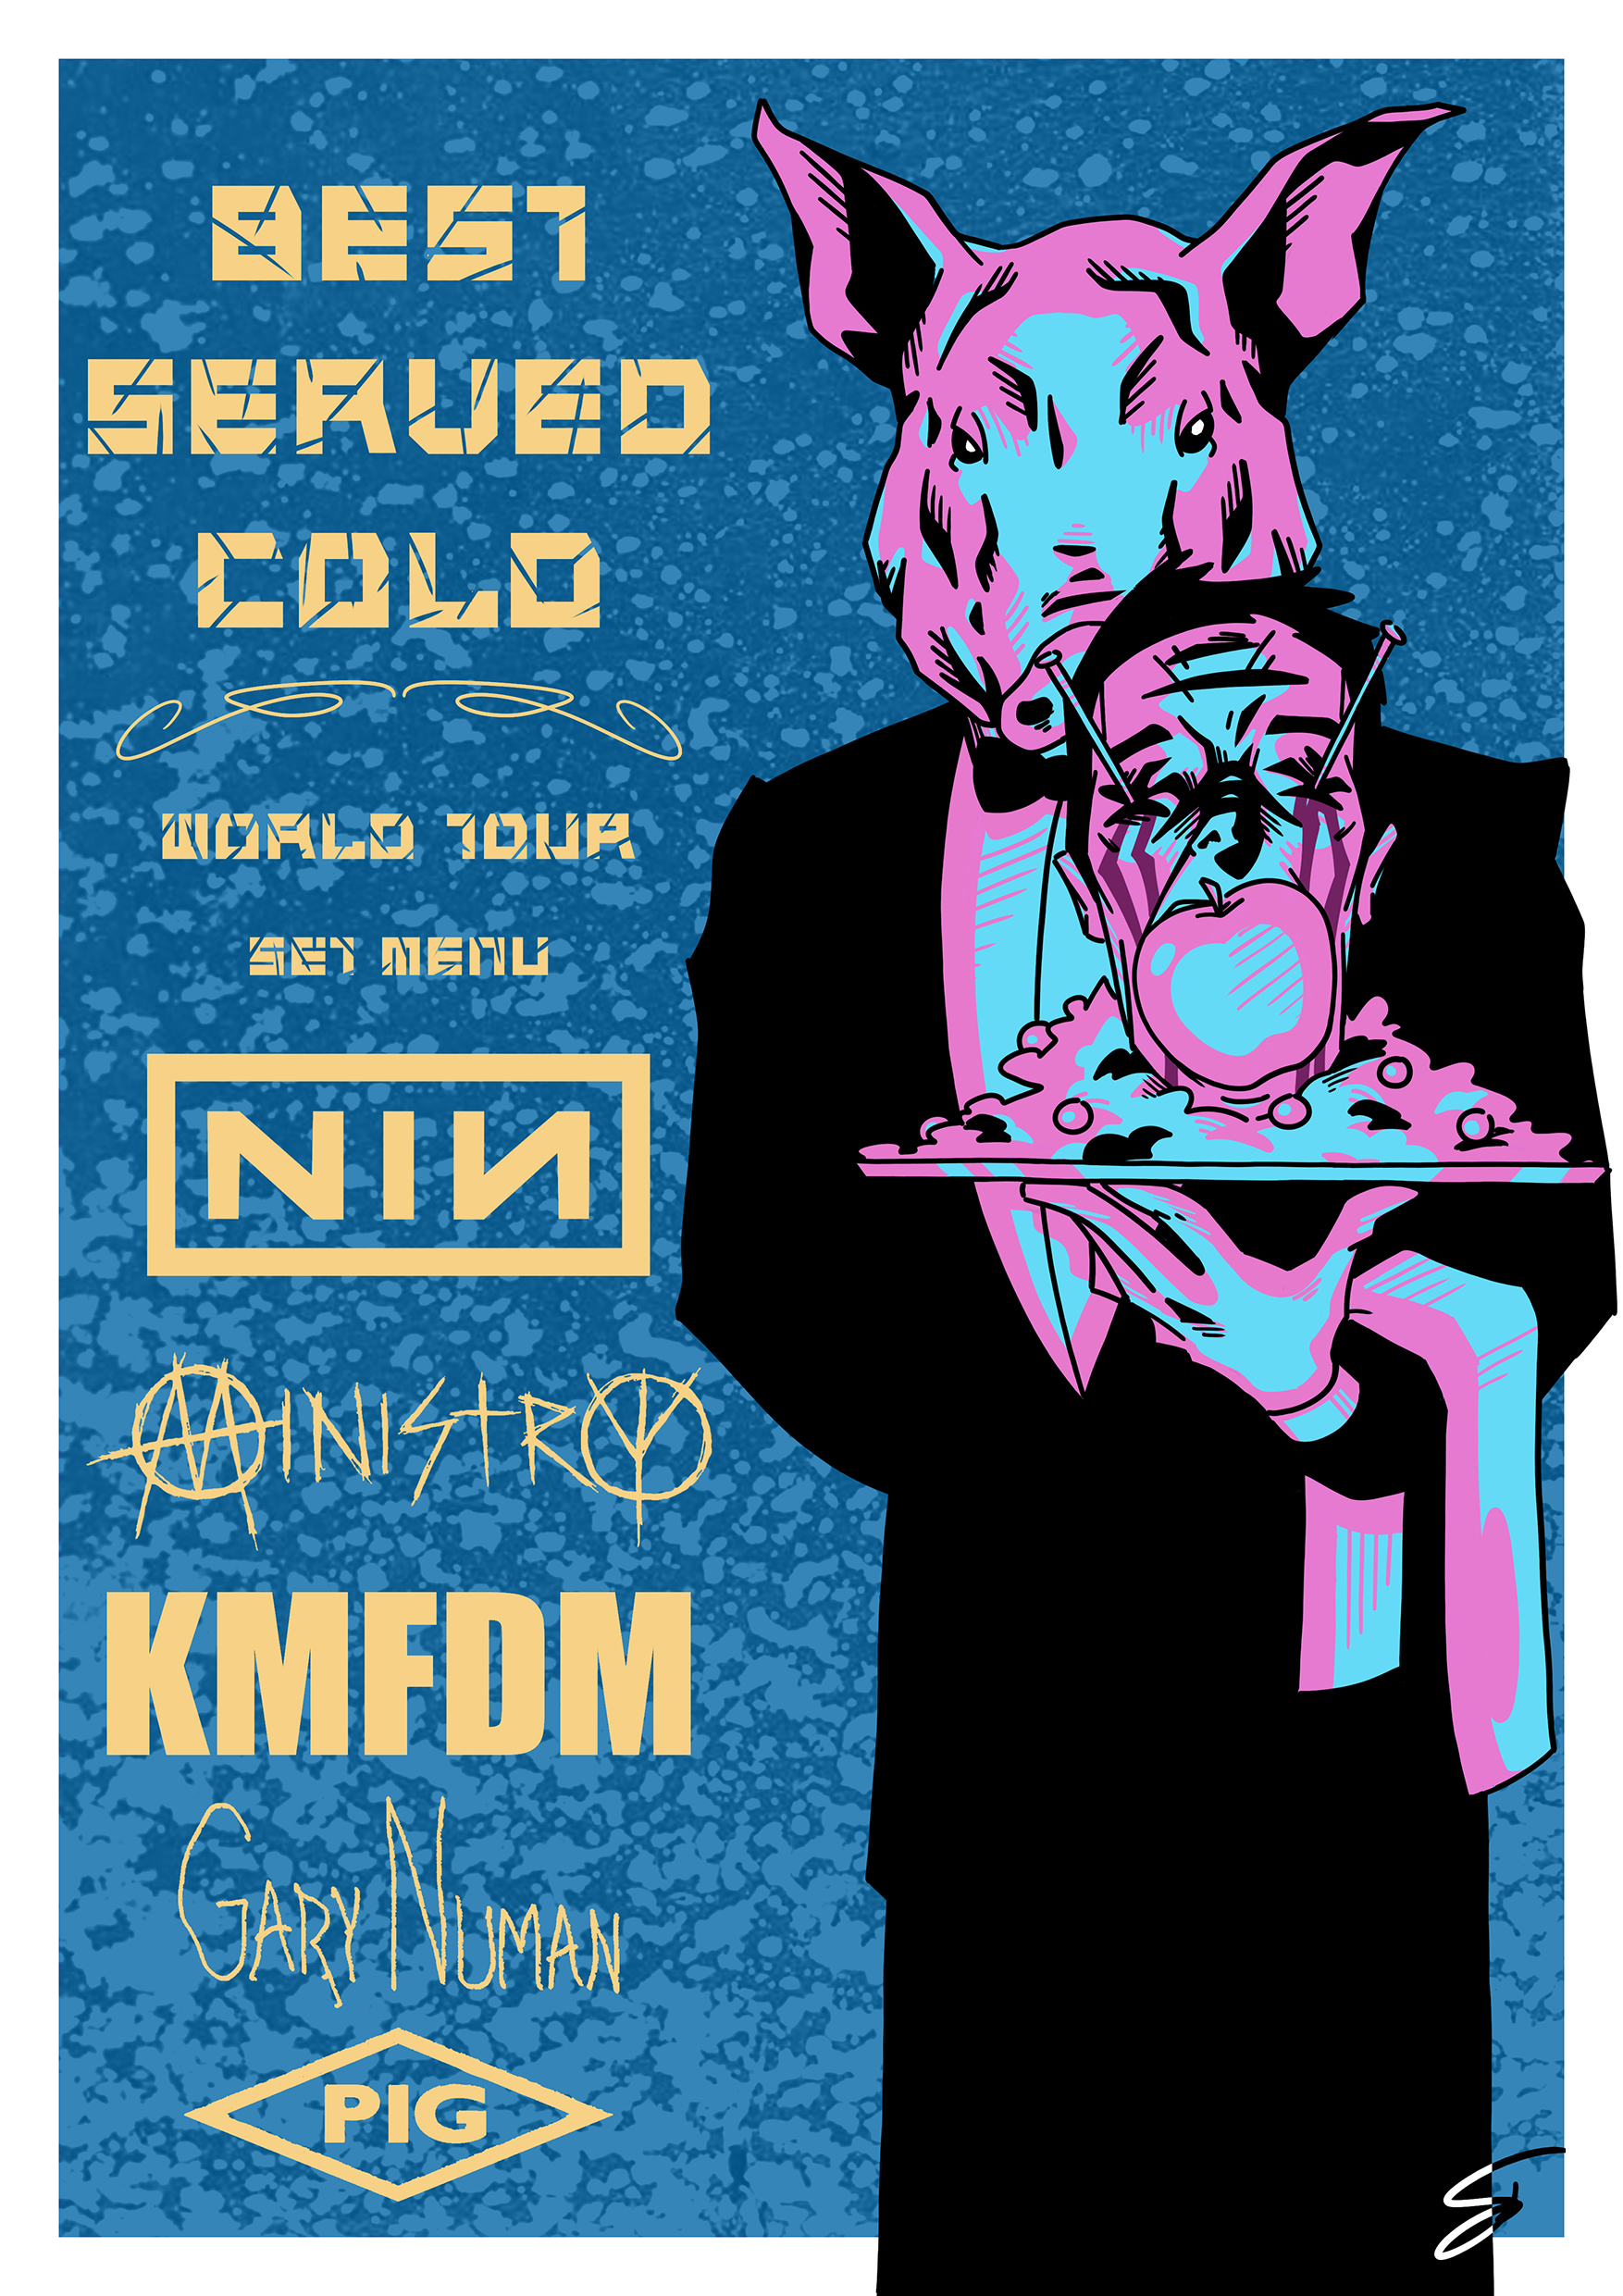 BEST
SERVED
COLD
WORLD TOUR
SET MENU
NIN
MINISTRY
KMFDM
GARY NUMAN
PIG